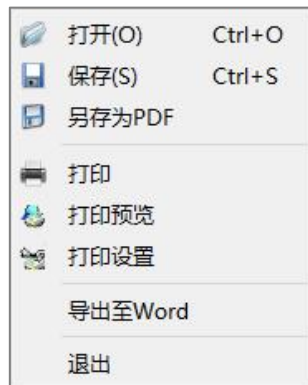 打开(O) Ctrl+O
保存(S) Ctrl+S
另存为PDF
打印
打印预览
打印设置
导出至Word
退出